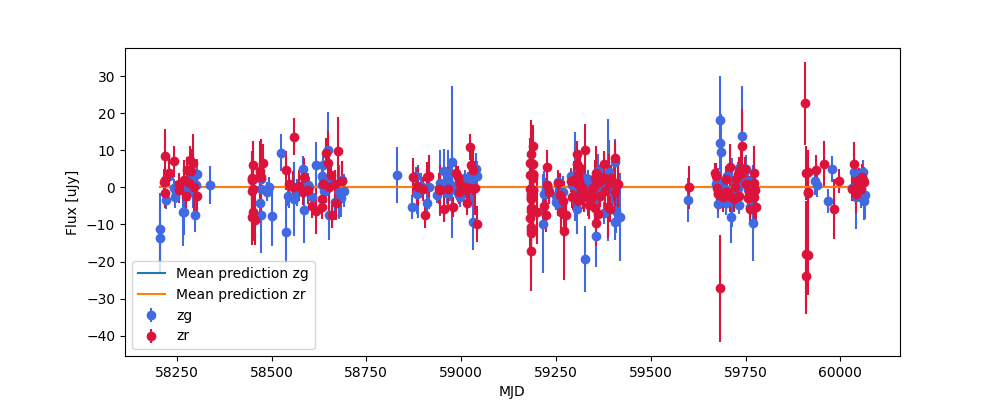 30
20
10
0
−10
−20
−30
−40
Flux [uJy]
Mean prediction zg
Mean prediction zr
zg
zr
58250 58500 58750 59000 59250 59500 59750 60000
MJD